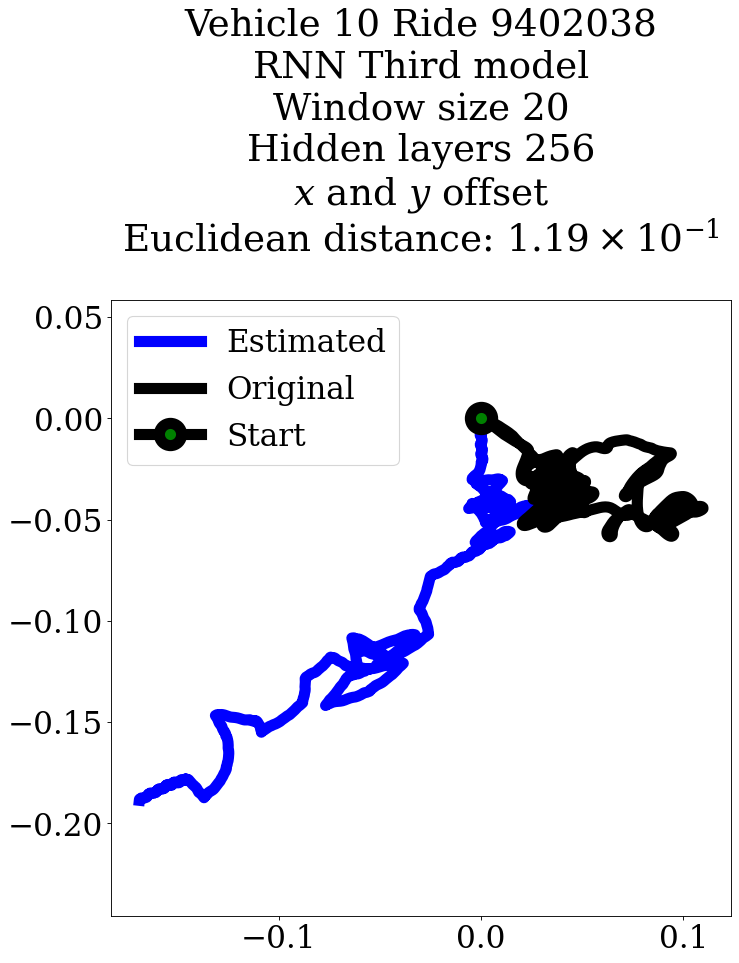 Vehicle 10 Ride 9402038
RNN Third model
Window size 20
Hidden layers 256
x and y offset
Euclidean distance: 1.19 × 10⁻¹
Estimated
Original
Start
0.05
0.00
−0.05
−0.10
−0.15
−0.20
−0.1
0.0
0.1